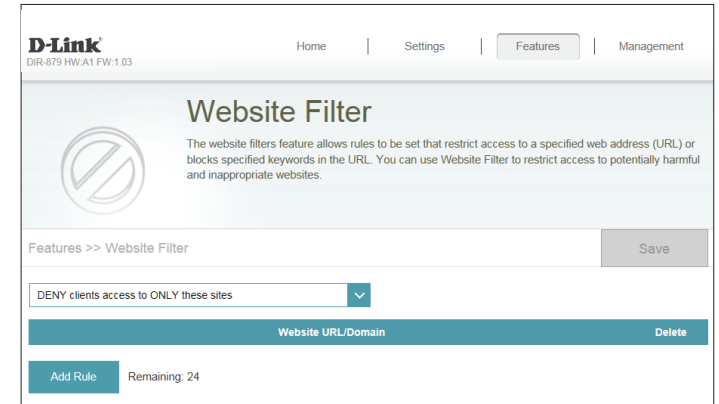 D-Link
DIR-879 HW:A1 FW:1.03
Home
Settings
Features
Management
Website Filter
The website filters feature allows rules to be set that restrict access to a specified web address (URL) or
blocks specified keywords in the URL. You can use Website Filter to restrict access to potentially harmful
and inappropriate websites.
Features >> Website Filter
Save
DENY clients access to ONLY these sites
Website URL/Domain
Delete
Add Rule
Remaining: 24